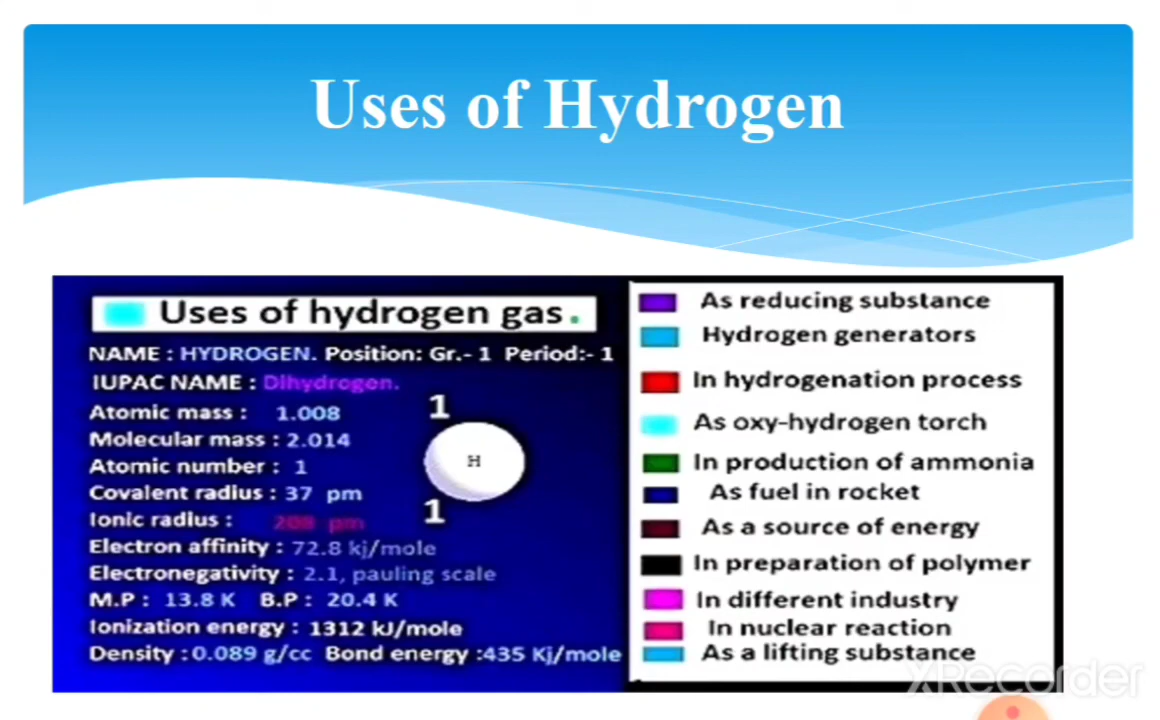 Uses of Hydrogen
Uses of hydrogen gas.
NAME : HYDROGEN. Position: Gr.- 1 Period:- 1
IUPAC NAME : Dihydrogen.
Atomic mass : 1.008
Molecular mass : 2.014
Atomic number : 1
Covalent radius : 37 pm
Ionic radius : 208 pm
Electron affinity : 72.8 kj/mole
Electronegativity : 2.1, pauling scale
M.P : 13.8 K B.P : 20.4 K
Ionization energy : 1312 kJ/mole
Density : 0.089 g/cc Bond energy :435 Kj/mole
1
H
1
As reducing substance
Hydrogen generators
In hydrogenation process
As oxy-hydrogen torch
In production of ammonia
As fuel in rocket
As a source of energy
In preparation of polymer
In different industry
In nuclear reaction
As a lifting substance
XRecorder